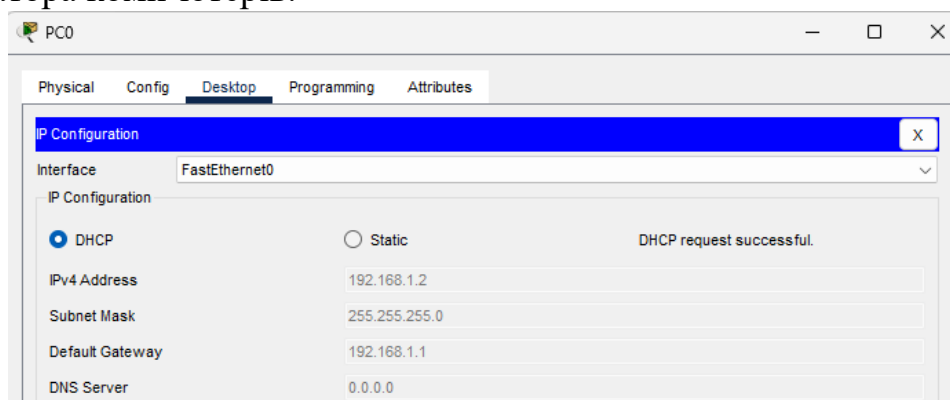 PC0
Physical Config Desktop Programming Attributes
IP Configuration X
Interface FastEthernet0
IP Configuration
DHCP Static DHCP request successful.
IPv4 Address 192.168.1.2
Subnet Mask 255.255.255.0
Default Gateway 192.168.1.1
DNS Server 0.0.0.0